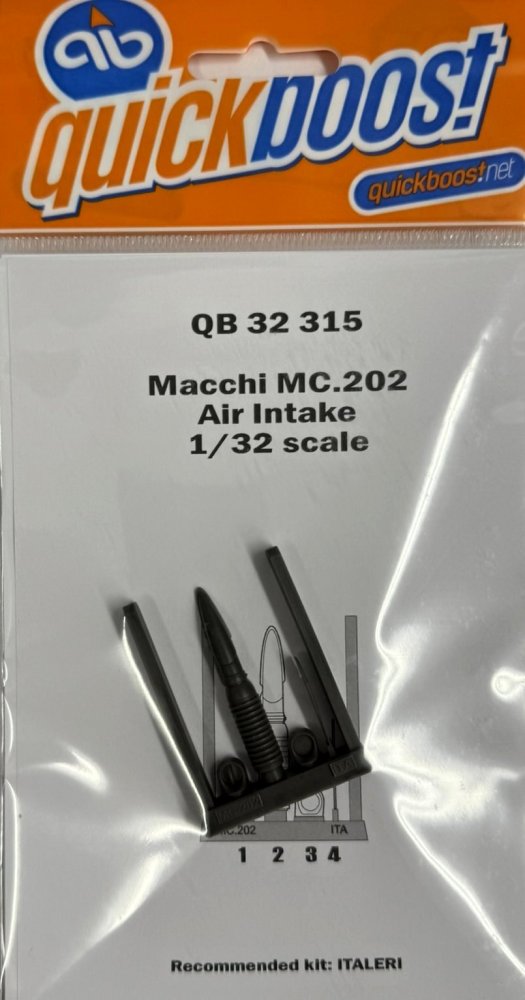 qb
quickboost
quickboost.net
QB 32 315
Macchi MC.202
Air Intake
1/32 scale
MC.202 ITA
1 2 3 4
Recommended kit: ITALERI